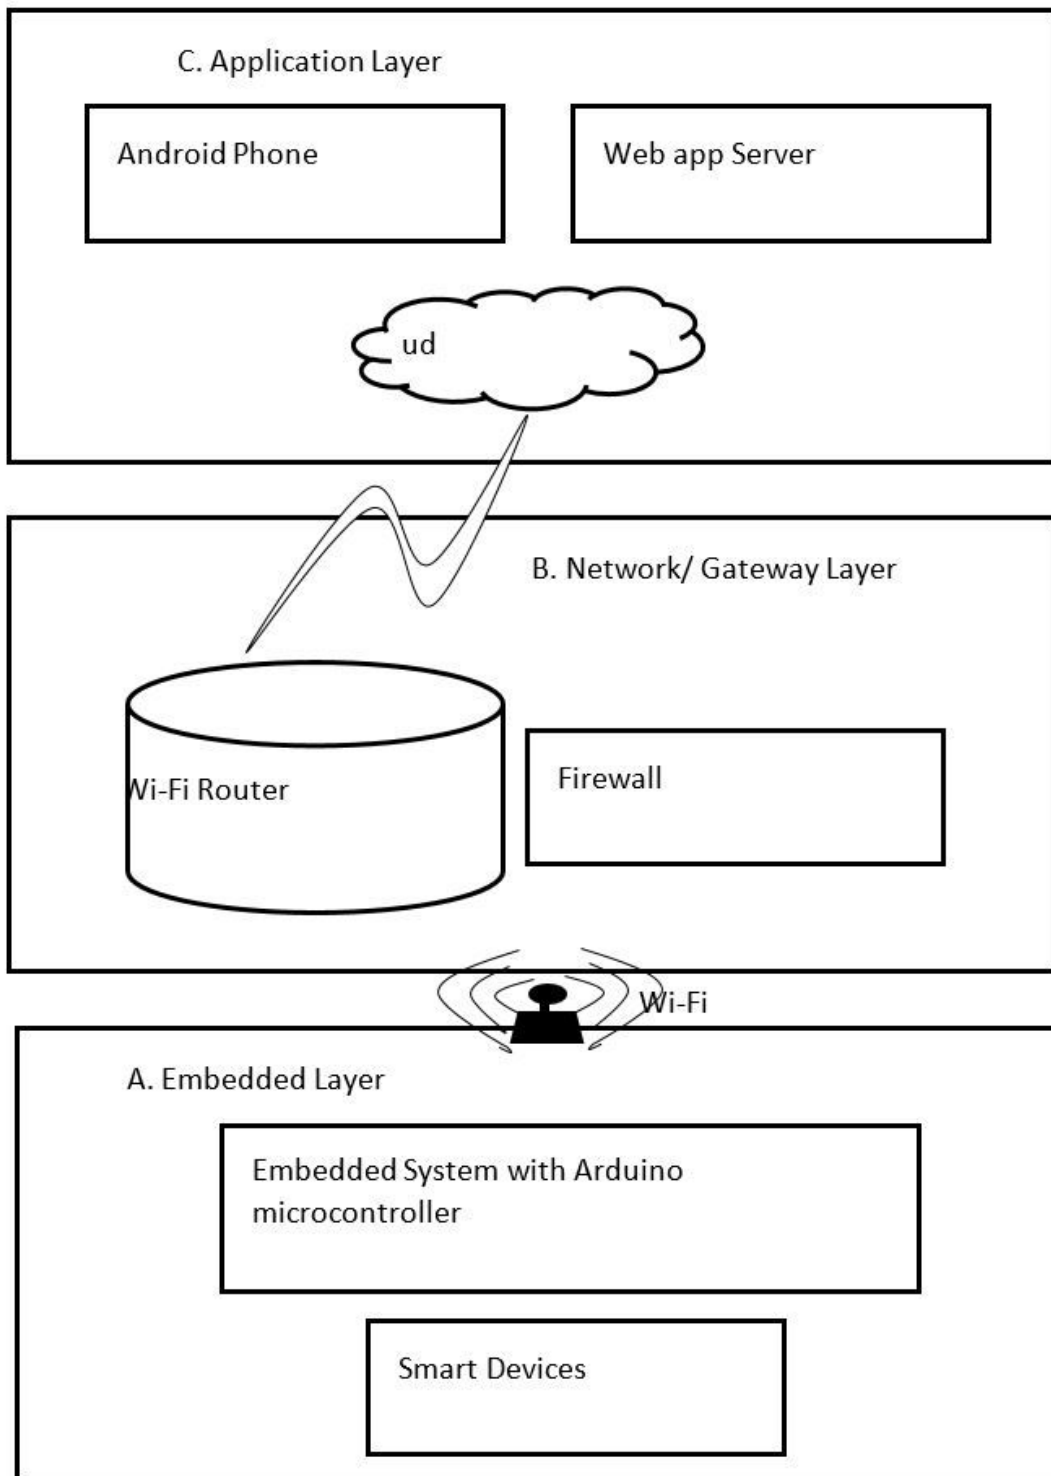 C. Application Layer
Android Phone
Web app Server
ud
B. Network/ Gateway Layer
Wi-Fi Router
Firewall
Wi-Fi
A. Embedded Layer
Embedded System with Arduino
microcontroller
Smart Devices